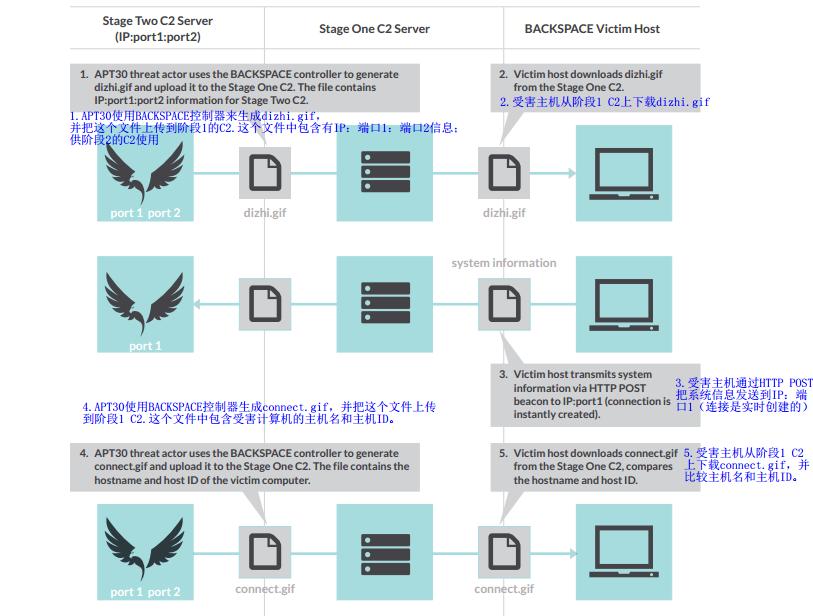 Stage Two C2 Server
(IP:port1:port2)
Stage One C2 Server
BACKSPACE Victim Host
1. APT30 threat actor uses the BACKSPACE controller to generate
dizhi.gif and upload it to the Stage One C2. The file contains
IP:port1:port2 information for Stage Two C2.
2. Victim host downloads dizhi.gif
from the Stage One C2.
2.受害主机从阶段1 C2上下载dizhi.gif
1.APT30使用BACKSPACE控制器来生成dizhi.gif,
并把这个文件上传到阶段1的C2.这个文件中包含有IP: 端口1: 端口2信息;
供阶段2的C2使用
port 1 port 2
dizhi.gif
dizhi.gif
system information
port 1
3. Victim host transmits system
information via HTTP POST
beacon to IP:port1 (connection is
instantly created).
3.受害主机通过HTTP POST
把系统信息发送到IP: 端
口1（连接是实时创建的）
4.APT30使用BACKSPACE控制器生成connect.gif，并把这个文件上传
到阶段1 C2.这个文件中包含受害计算机的主机名和主机ID。
4. APT30 threat actor uses the BACKSPACE controller to generate
connect.gif and upload it to the Stage One C2. The file contains the
hostname and host ID of the victim computer.
5. Victim host downloads connect.gif
from the Stage One C2, compares
the hostname and host ID.
5.受害主机从阶段1 C2
上下载connect.gif，并
比较主机名和主机ID。
port 1 port 2
connect.gif
connect.gif